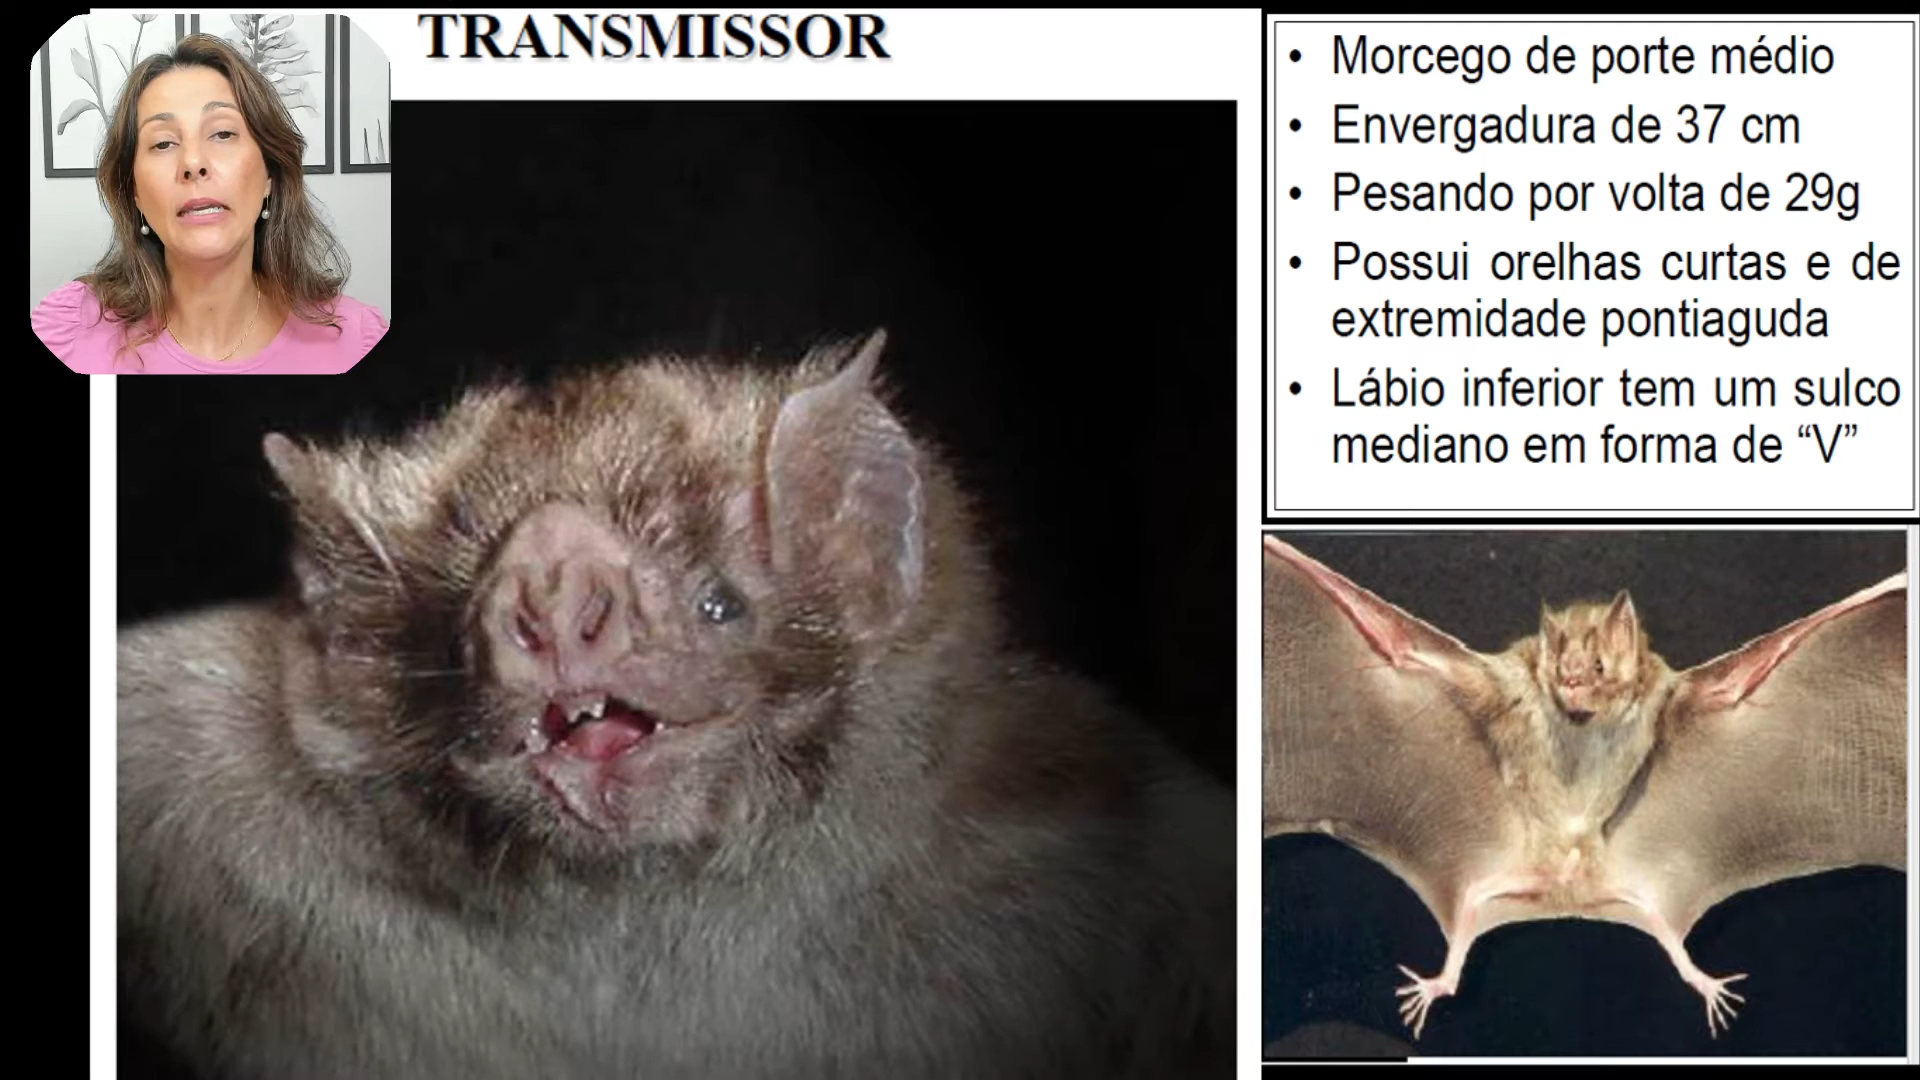 TRANSMISSOR
• Morcego de porte médio
• Envergadura de 37 cm
• Pesando por volta de 29g
• Possui orelhas curtas e de
extremidade pontiaguda
• Lábio inferior tem um sulco
mediano em forma de “V”